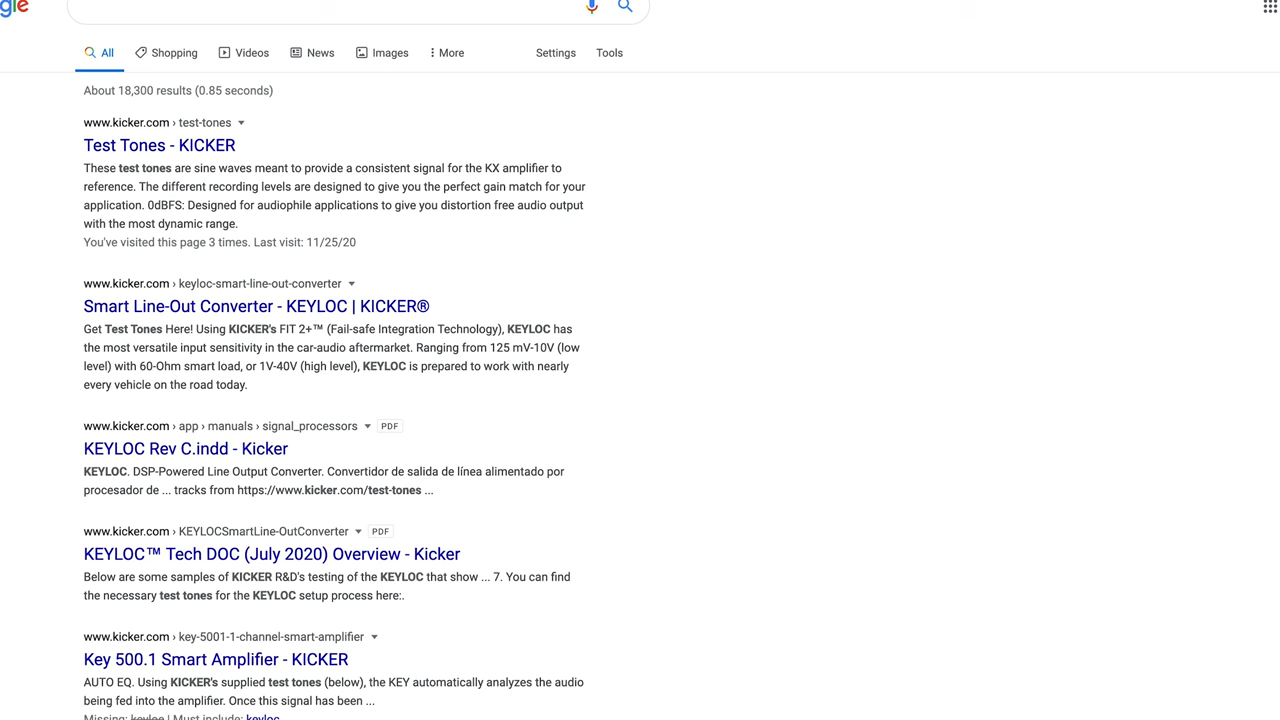 gle
All Shopping Videos News Images More Settings Tools
About 18,300 results (0.85 seconds)
www.kicker.com › test-tones
Test Tones - KICKER
These test tones are sine waves meant to provide a consistent signal for the KX amplifier to
reference. The different recording levels are designed to give you the perfect gain match for your
application. 0dBFS: Designed for audiophile applications to give you distortion free audio output
with the most dynamic range.
You've visited this page 3 times. Last visit: 11/25/20
www.kicker.com › keyloc-smart-line-out-converter
Smart Line-Out Converter - KEYLOC | KICKER®
Get Test Tones Here! Using KICKER's FIT 2+™ (Fail-safe Integration Technology), KEYLOC has
the most versatile input sensitivity in the car-audio aftermarket. Ranging from 125 mV-10V (low
level) with 60-Ohm smart load, or 1V-40V (high level), KEYLOC is prepared to work with nearly
every vehicle on the road today.
www.kicker.com › app › manuals › signal_processors PDF
KEYLOC Rev C.indd - Kicker
KEYLOC. DSP-Powered Line Output Converter. Convertidor de salida de línea alimentado por
procesador de ... tracks from https://www.kicker.com/test-tones ...
www.kicker.com › KEYLOCSmartLine-OutConverter PDF
KEYLOC™ Tech DOC (July 2020) Overview - Kicker
Below are some samples of KICKER R&D's testing of the KEYLOC that show ... 7. You can find
the necessary test tones for the KEYLOC setup process here:.
www.kicker.com › key-5001-1-channel-smart-amplifier
Key 500.1 Smart Amplifier - KICKER
AUTO EQ. Using KICKER's supplied test tones (below), the KEY automatically analyzes the audio
being fed into the amplifier. Once this signal has been ...
Missing: keyloc | Must include: keyloc